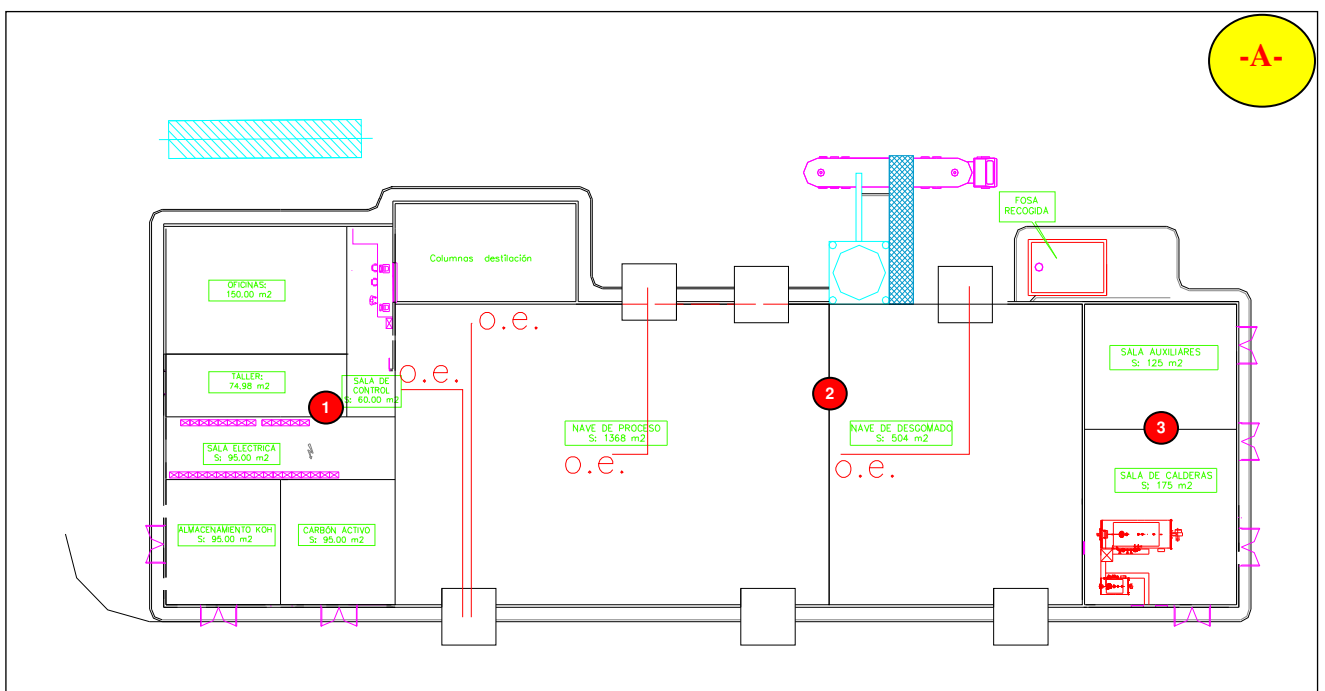 -A-
FOSA
RECOGIDA
Columnas destilación
OFICINAS:
150.00 m2
o.e.
o.e.
TALLER:
74.98 m2
SALA DE
CONTROL
S: 60.00 m2
1
2
3
SALA AUXILIARES
S: 125 m2
NAVE DE PROCESO
S: 1368 m2
NAVE DE DESGOMADO
S: 504 m2
o.e.
o.e.
SALA ELECTRICA
S: 95.00 m2
SALA DE CALDERAS
S: 175 m2
ALMACENAMIENTO KOH
S: 95.00 m2
CARBÓN ACTIVO
S: 95.00 m2